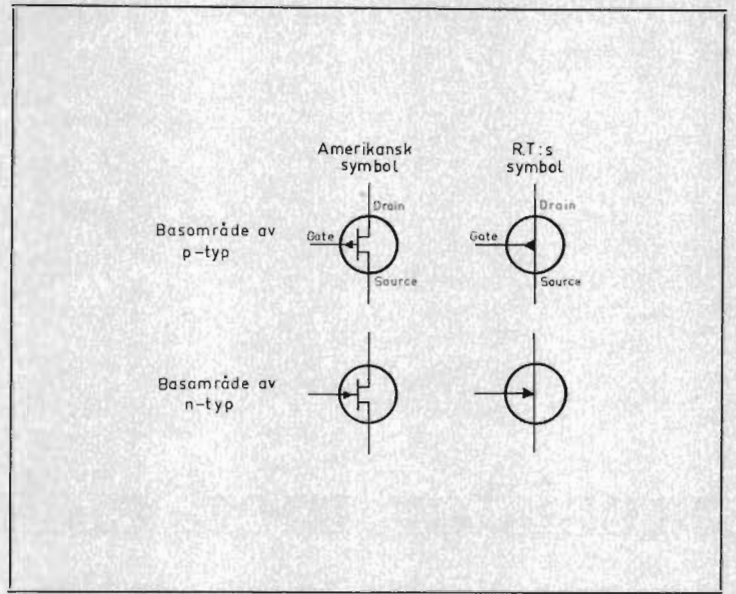 Amerikansk
symbol
R.T:s
symbol
Basområde av
p-typ
Gate
Drain
Source
Gate
Drain
Source
Basområde av
n-typ